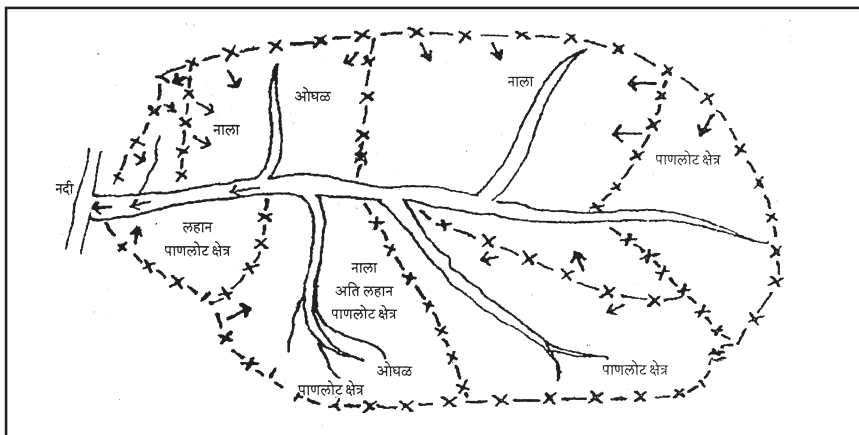 ओघळ
नाला
नाला
पाणलोट क्षेत्र
नदी
लहान
पाणलोट क्षेत्र
नाला
अति लहान
पाणलोट क्षेत्र
ओघळ
पाणलोट क्षेत्र
पाणलोट क्षेत्र